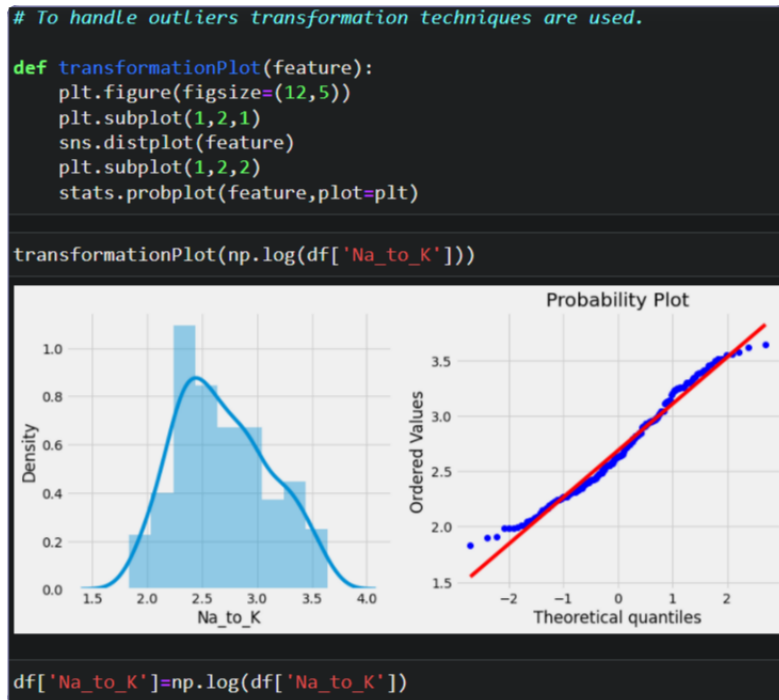 # To handle outliers transformation techniques are used.
def transformationPlot(feature):
    plt.figure(figsize=(12,5))
    plt.subplot(1,2,1)
    sns.distplot(feature)
    plt.subplot(1,2,2)
    stats.probplot(feature,plot=plt)
transformationPlot(np.log(df['Na_to_K']))
Density
1.0
0.8
0.6
0.4
0.2
0.0
1.5 2.0 2.5 3.0 3.5 4.0
Na_to_K
Probability Plot
Ordered Values
3.5
3.0
2.5
2.0
1.5
−2 −1 0 1 2
Theoretical quantiles
df['Na_to_K']=np.log(df['Na_to_K'])